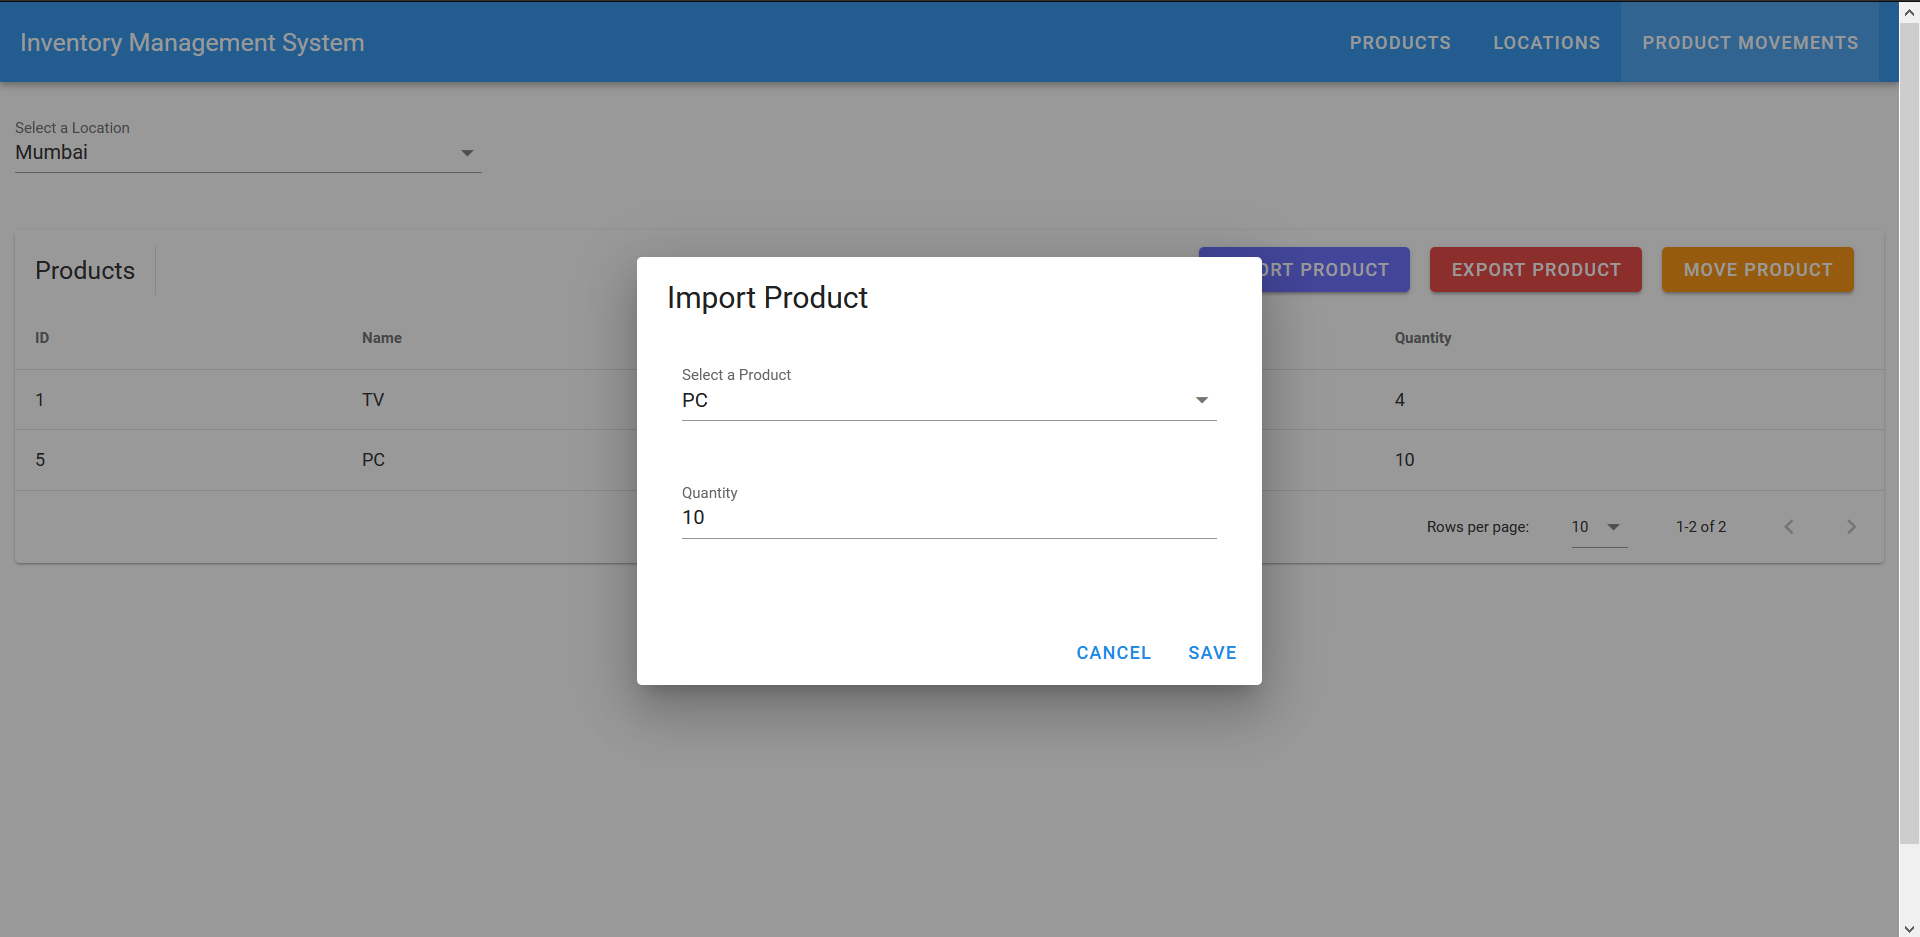 Inventory Management System PRODUCTS LOCATIONS PRODUCT MOVEMENTS
Select a Location
Mumbai
Products PRODUCT EXPORT PRODUCT MOVE PRODUCT
ID Name Quantity
1 TV 4
5 PC 10
Rows per page: 10 1-2 of 2
Import Product
Select a Product
PC
Quantity
10
CANCEL SAVE